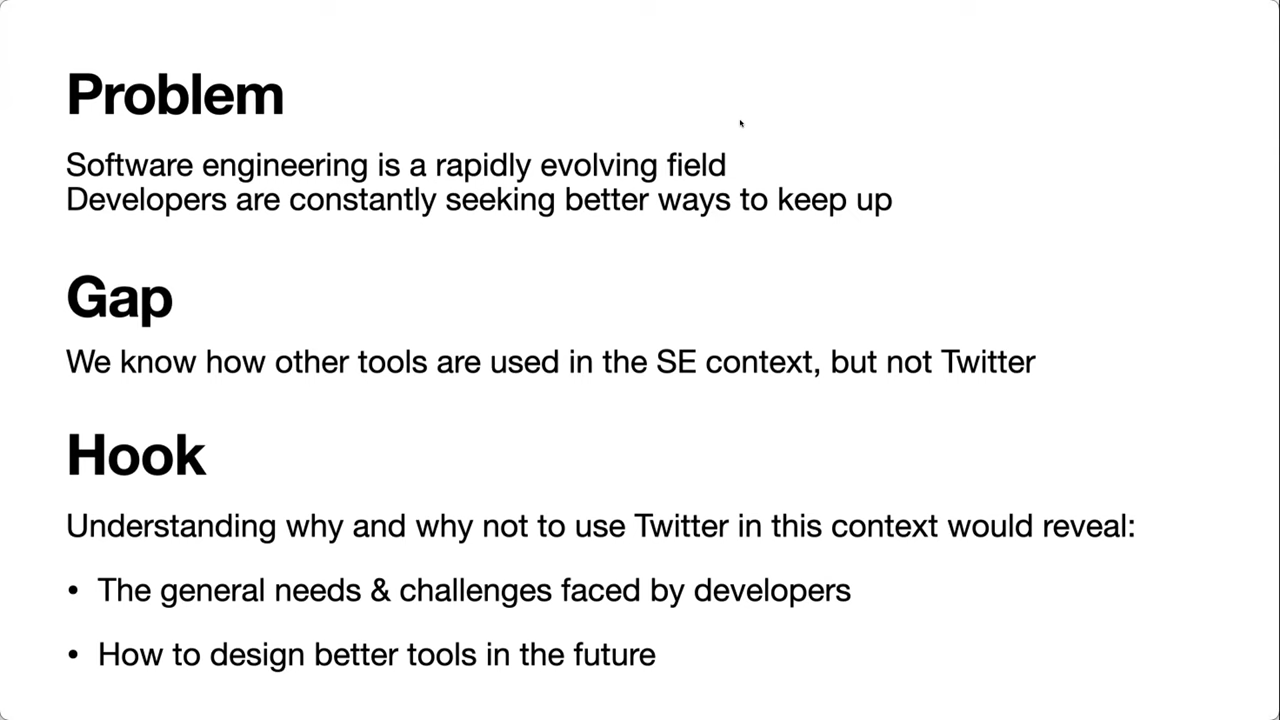 Problem
Software engineering is a rapidly evolving field
Developers are constantly seeking better ways to keep up
Gap
We know how other tools are used in the SE context, but not Twitter
Hook
Understanding why and why not to use Twitter in this context would reveal:
• The general needs & challenges faced by developers
• How to design better tools in the future